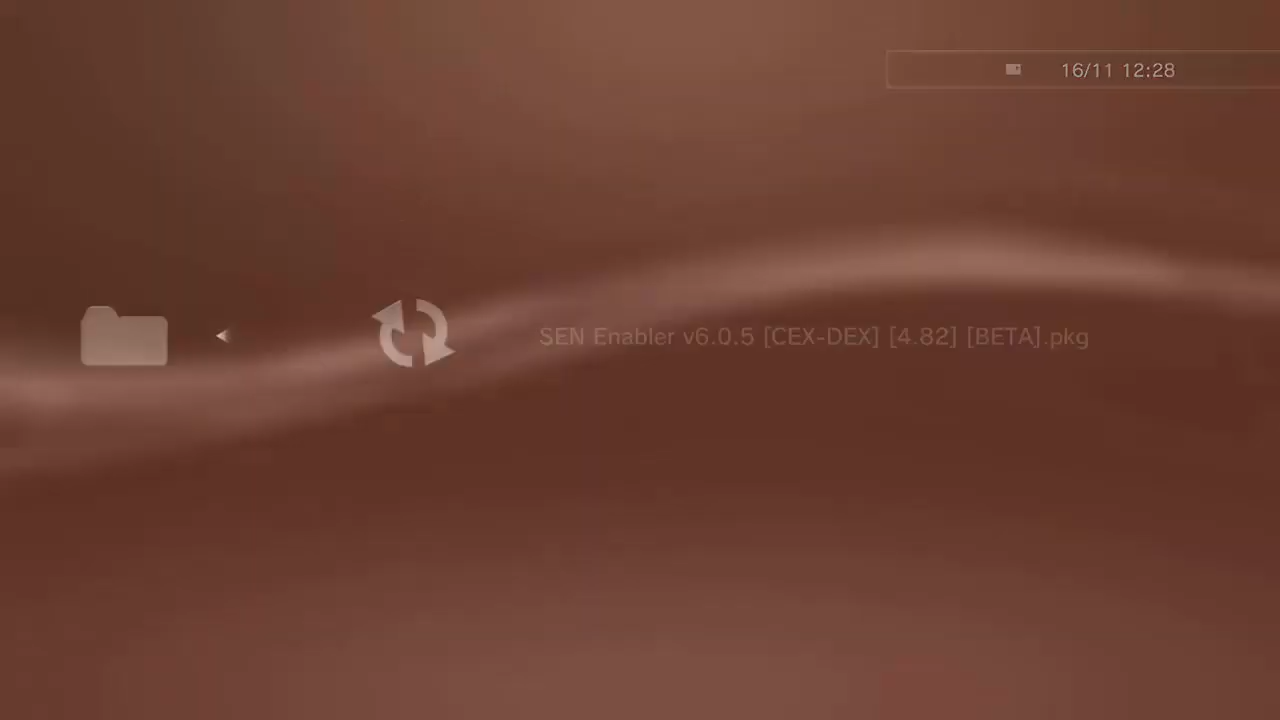 16/11 12:28
SEN Enabler v6.0.5 [CEX-DEX] [4.82] [BETA].pkg